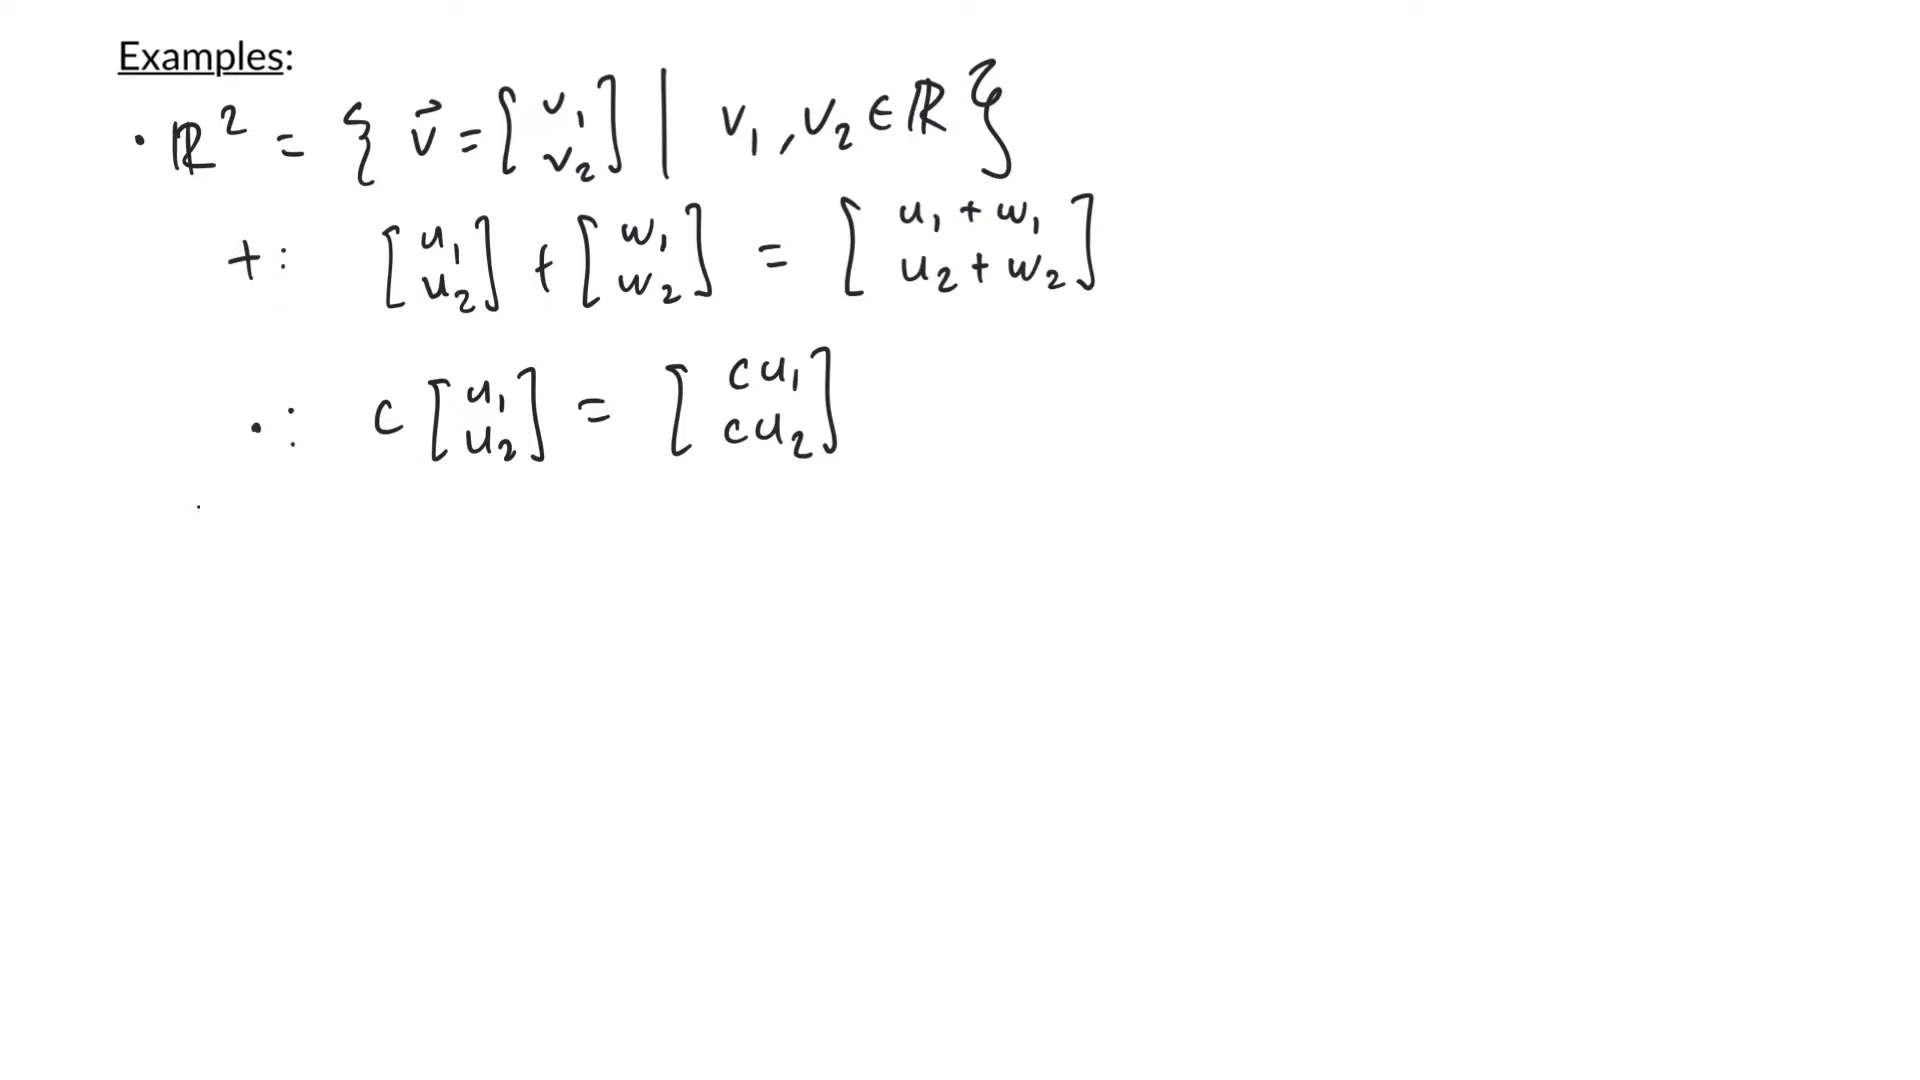 Examples:
• ℝ² = { v⃗ = [v₁ v₂] | v₁, v₂ ∈ ℝ }
+: [u₁ u₂] + [w₁ w₂] = [u₁ + w₁ u₂ + w₂]
•: c [u₁ u₂] = [cu₁ cu₂]